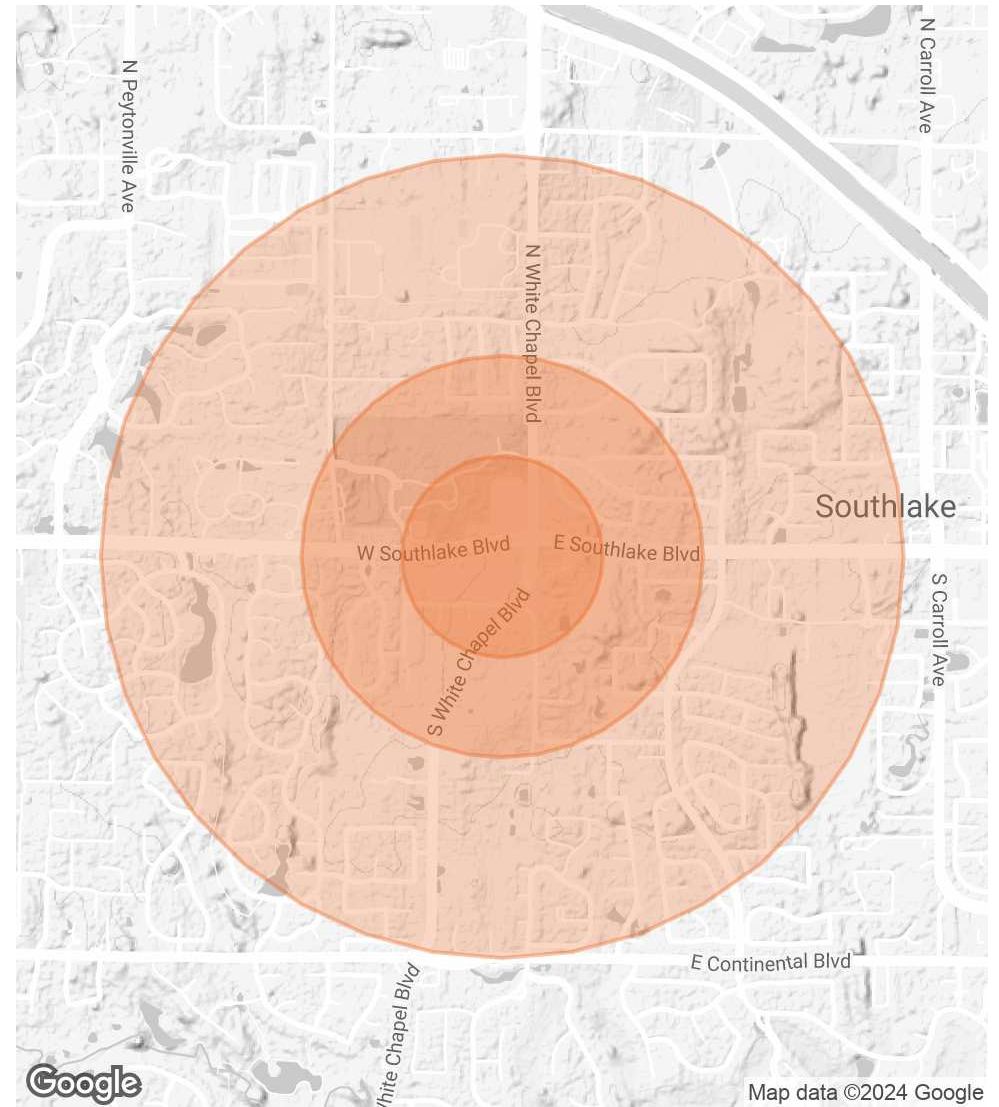 N Peytonville Ave
N Carroll Ave
N White Chapel Blvd
Southlake
W Southlake Blvd
E Southlake Blvd
S White Chapel Blvd
S Carroll Ave
E Continental Blvd
White Chapel Blvd
Google
Map data ©2024 Google